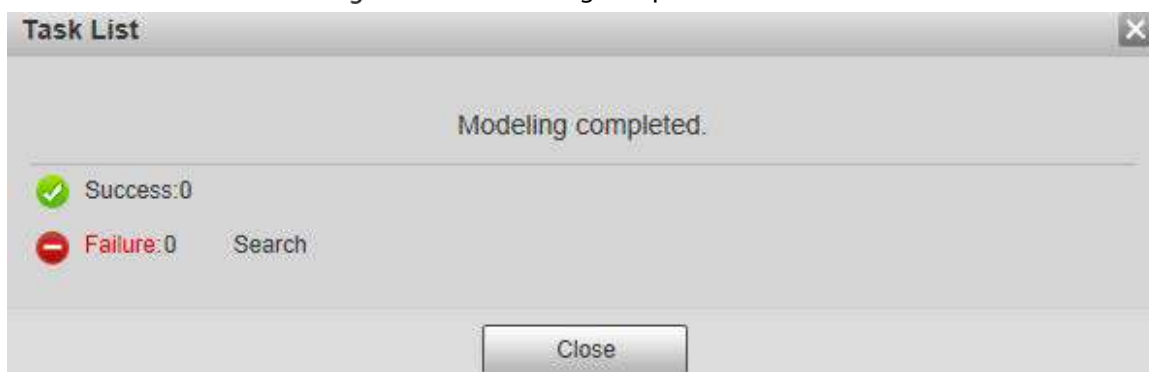 Task List
Modeling completed.
Success:0
Failure:0 Search
Close